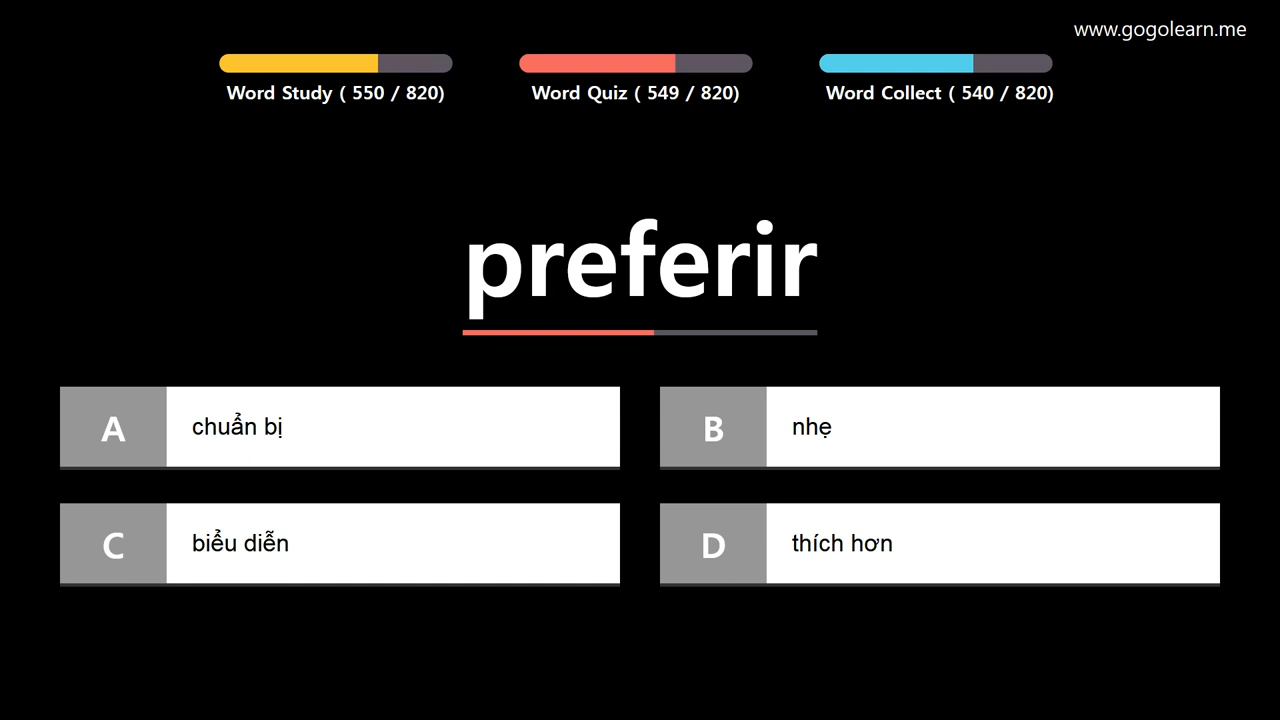 www.gogolearn.me
Word Study ( 550 / 820)
Word Quiz ( 549 / 820)
Word Collect ( 540 / 820)
preferir
A chuẩn bị
B nhẹ
C biểu diễn
D thích hơn